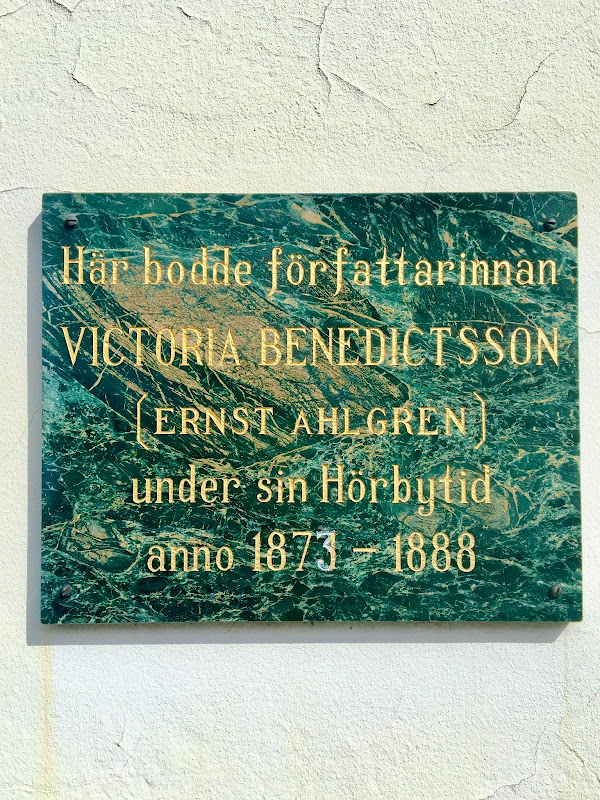 Här bodde författarinnan
VICTORIA BENEDICTSSON
(ERNST AHLGREN)
under sin Hörbytid
anno 1873 – 1888